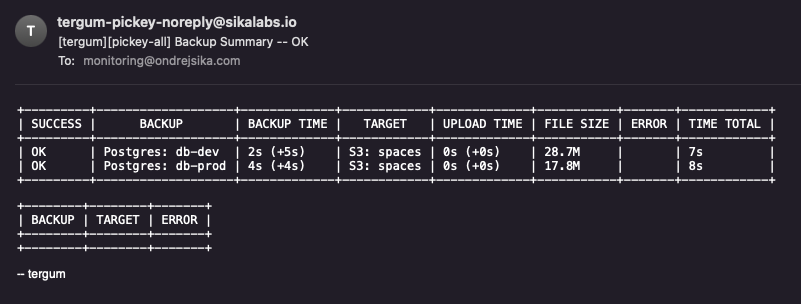 T
tergum-pickey-noreply@sikalabs.io
[tergum][pickey-all] Backup Summary -- OK
To: monitoring@ondrejsika.com
+---------+-------------------+-------------+------------+-------------+-----------+-------+------------+
| SUCCESS |      BACKUP       | BACKUP TIME |   TARGET   | UPLOAD TIME | FILE SIZE | ERROR | TIME TOTAL |
+---------+-------------------+-------------+------------+-------------+-----------+-------+------------+
| OK      | Postgres: db-dev  | 2s (+5s)    | S3: spaces | 0s (+0s)    | 28.7M     |       | 7s         |
| OK      | Postgres: db-prod | 4s (+4s)    | S3: spaces | 0s (+0s)    | 17.8M     |       | 8s         |
+---------+-------------------+-------------+------------+-------------+-----------+-------+------------+
+--------+--------+-------+
| BACKUP | TARGET | ERROR |
+--------+--------+-------+
+--------+--------+-------+
-- tergum